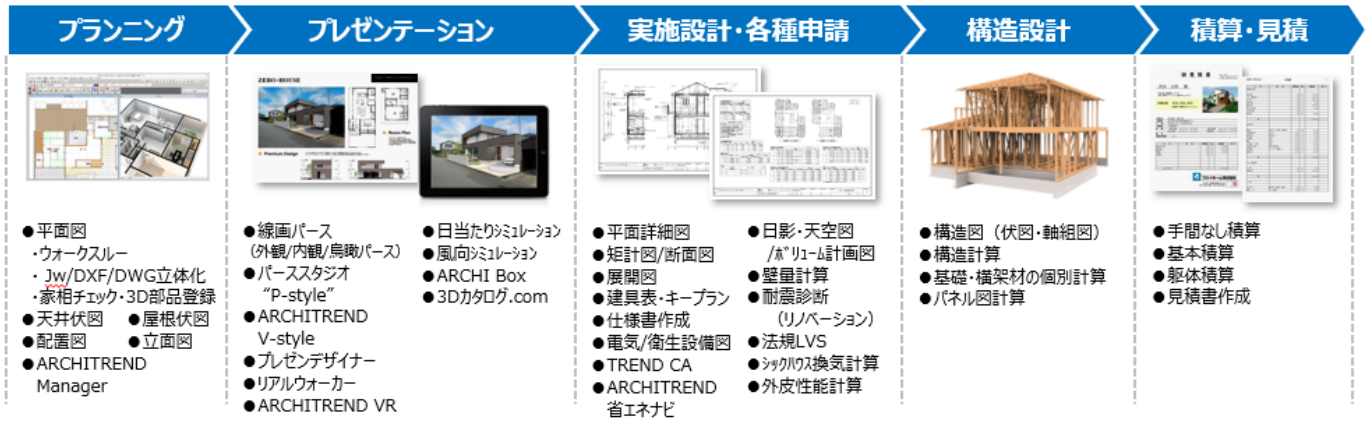 プランニング
プレゼンテーション
実施設計・各種申請
構造設計
積算・見積
ZERO-HOUSE
Room Plan
Premium Design
●平面図
・ウォークスルー
・Jw/DXF/DWG立体化
・家相チェック・3D部品登録
●天井伏図 ●屋根伏図
●配置図 ●立面図
●ARCHITREND
Manager
●線画パース
(外観/内観/鳥瞰パース)
●パーススタジオ
“P-style”
●ARCHITREND
V-style
●プレゼンデザイナー
●リアルウォーカー
●ARCHITREND VR
●日当たりシミュレーション
●風向シミュレーション
●ARCHI Box
●3Dカタログ.com
●平面詳細図
●矩計図/断面図
●展開図
●建具表・キープラン
●仕様書作成
●電気/衛生設備図
●TREND CA
●ARCHITREND
省エネナビ
●日影・天空図
/ボリューム計画図
●壁量計算
●耐震診断
（リノベーション）
●法規LVS
●シックハウス換気計算
●外皮性能計算
●構造図（伏図・軸組図）
●構造計算
●基礎・横架材の個別計算
●パネル図計算
●手間なし積算
●基本積算
●躯体積算
●見積書作成